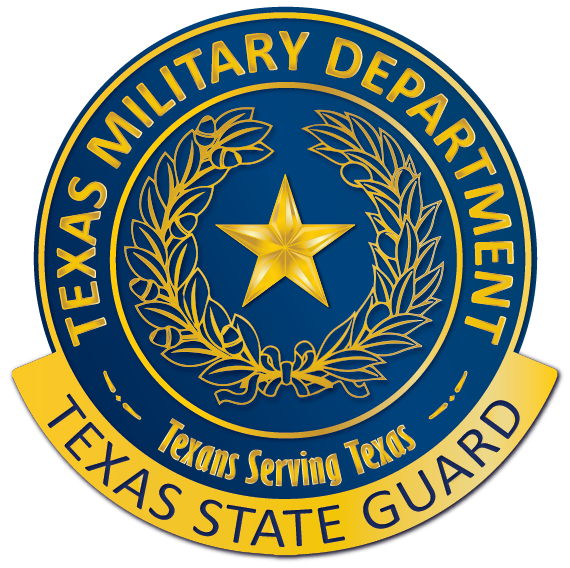 TEXAS MILITARY DEPARTMENT
Texans Serving Texas
TEXAS STATE GUARD